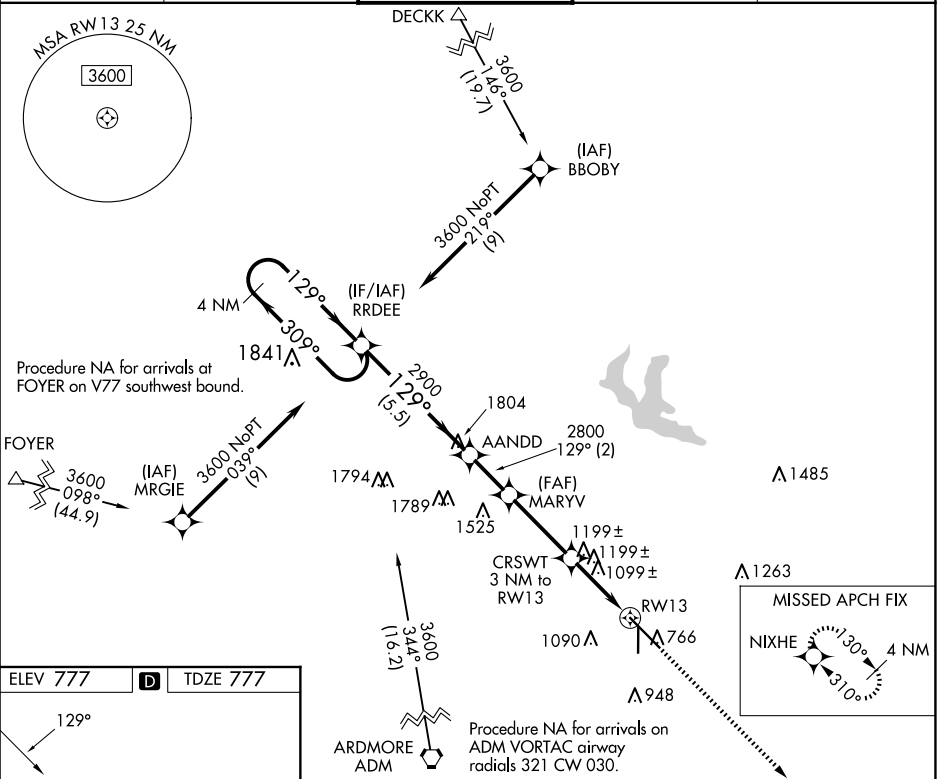 MSA RW13 25 NM
3600
DECKK
3600
146°
(19.7)
(IAF)
BBOBY
3600 NoPT
219°
(9)
4 NM
129°
309°
(IF/IAF)
RRDEE
1841
Procedure NA for arrivals at
FOYER on V77 southwest bound.
2900
129°
(5.5)
1804
AANDD
2800
129° (2)
FOYER
3600
098°
(44.9)
(IAF)
MRGIE
3600 NoPT
039°
(9)
1794
1789
1525
(FAF)
MARYV
1485
1199±
1199±
1099±
CRSWT
3 NM to
RW13
1263
RW13
1090
766
948
MISSED APCH FIX
NIXHE
130°
310°
4 NM
3600
344°
(16.2)
ARDMORE
ADM
Procedure NA for arrivals on
ADM VORTAC airway
radials 321 CW 030.
ELEV 777
D
TDZE 777
129°